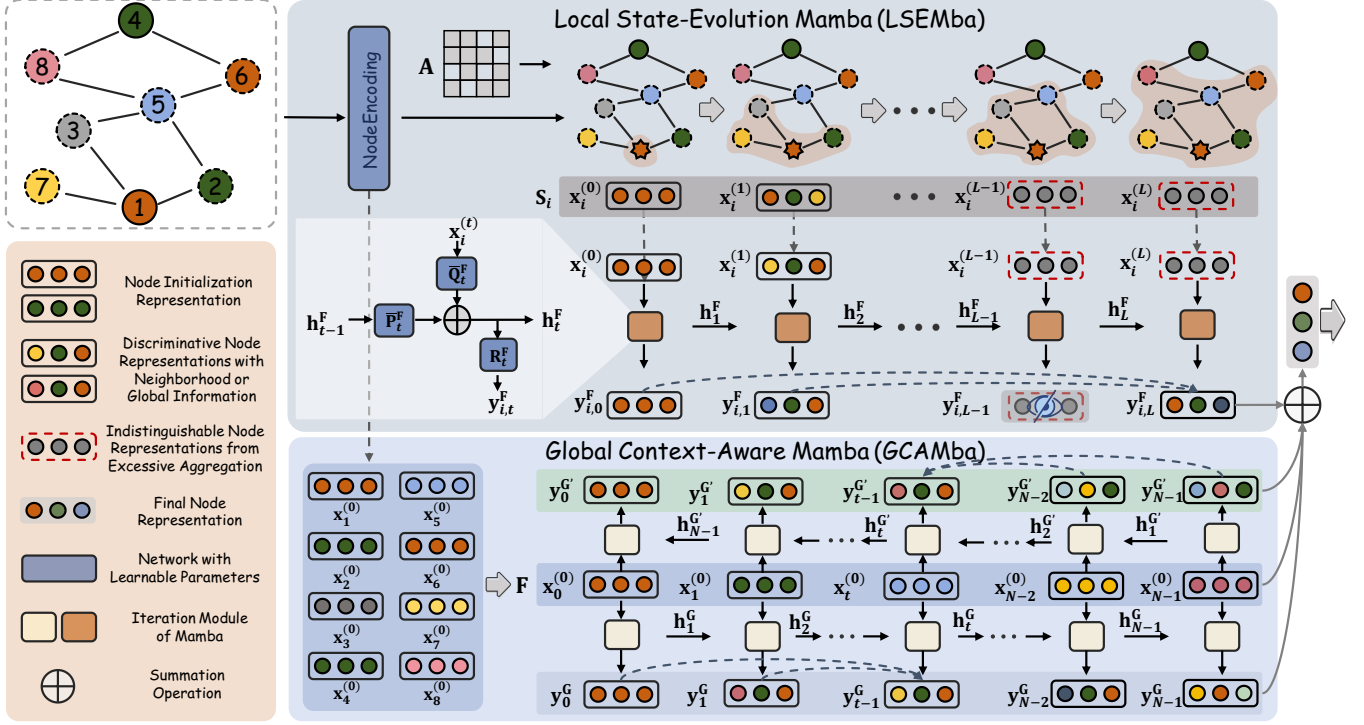 4
8
6
5
3
7
2
1
Node Initialization
Representation
Discriminative Node
Representations with
Neighborhood or
Global Information
Indistinguishable Node
Representations from
Excessive Aggregation
Final Node
Representation
Network with
Learnable Parameters
Iteration Module
of Mamba
Summation
Operation
Local State-Evolution Mamba (LSEMba)
NodeEncoding
A
S_i x_i^(0) x_i^(1) x_i^(L−1) x_i^(L)
x_i^(0) x_i^(1) x_i^(L−1) x_i^(L)
x_i^(t)
Q̅_t^F
h_{t−1}^F P̅_t^F h_t^F
R_t^F
y_{i,t}^F
h_1^F h_2^F h_{L−1}^F h_L^F
y_{i,0}^F y_{i,1}^F y_{i,L−1}^F y_{i,L}^F
Global Context-Aware Mamba (GCAMba)
x_1^(0) x_5^(0)
x_2^(0) x_6^(0)
x_3^(0) x_7^(0)
x_4^(0) x_8^(0)
F
y_0^G' y_1^G' y_{t−1}^G' y_{N−2}^G' y_{N−1}^G'
h_{N−1}^G' h_t^G' h_2^G' h_1^G'
x_0^(0) x_1^(0) x_t^(0) x_{N−2}^(0) x_{N−1}^(0)
h_1^G h_2^G h_t^G h_{N−1}^G
y_0^G y_1^G y_{t−1}^G y_{N−2}^G y_{N−1}^G